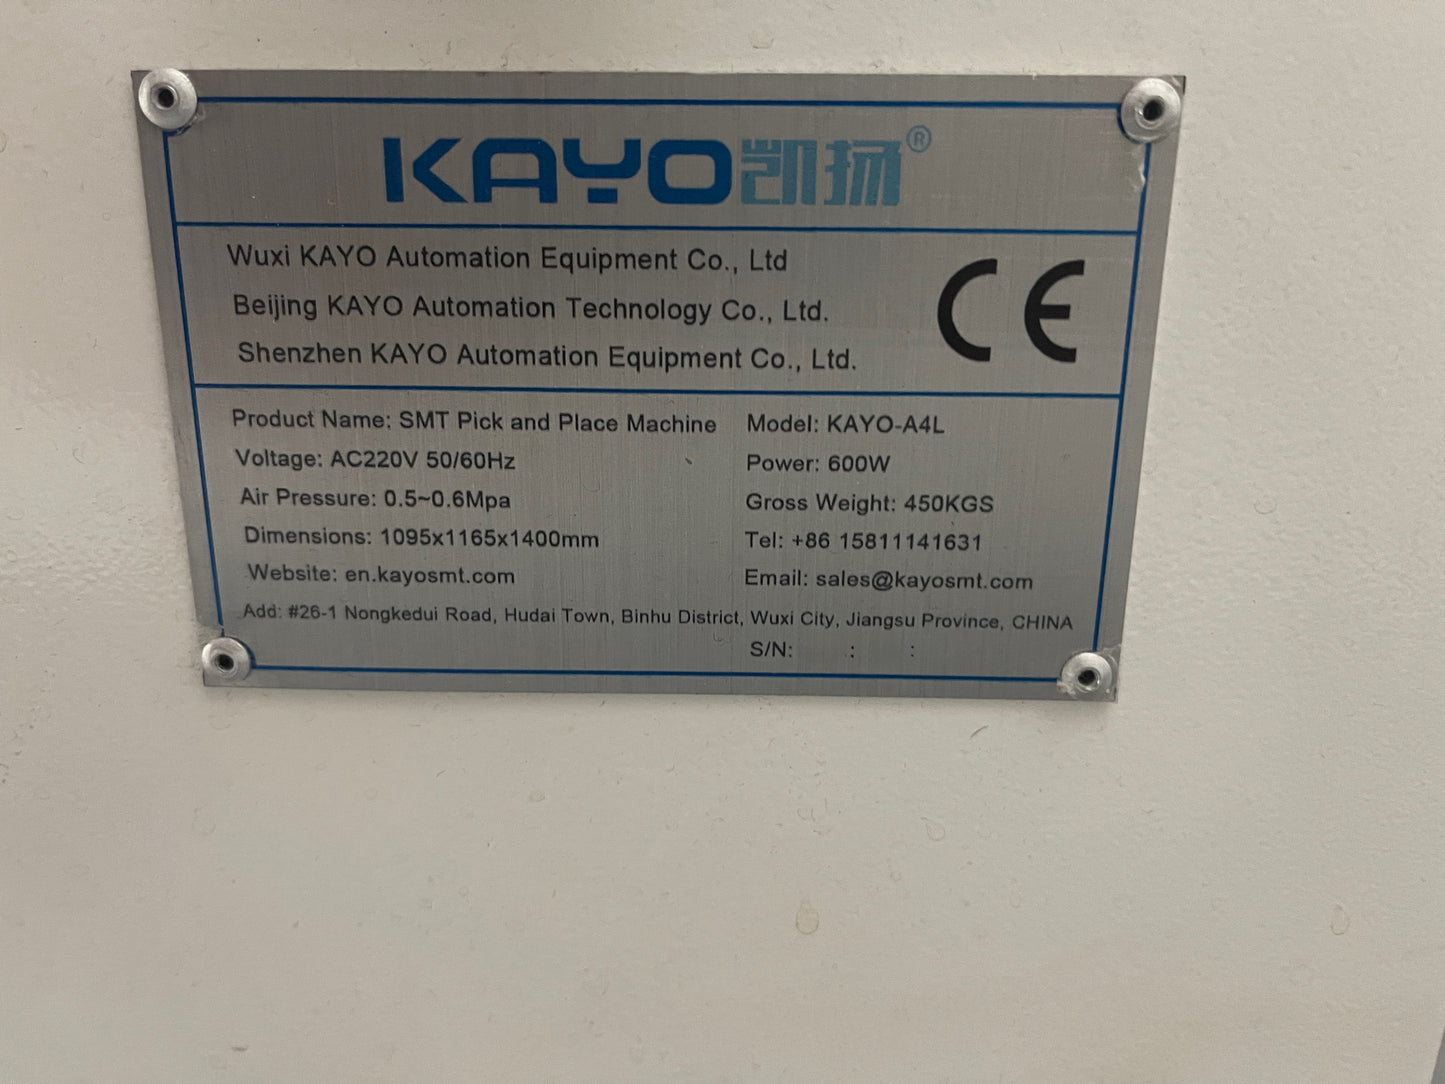 KAYO凯扬®
Wuxi KAYO Automation Equipment Co., Ltd
Beijing KAYO Automation Technology Co., Ltd.
Shenzhen KAYO Automation Equipment Co., Ltd.
CE
Product Name: SMT Pick and Place Machine Model: KAYO-A4L
Voltage: AC220V 50/60Hz Power: 600W
Air Pressure: 0.5~0.6Mpa Gross Weight: 450KGS
Dimensions: 1095x1165x1400mm Tel: +86 15811141631
Website: en.kayosmt.com Email: sales@kayosmt.com
Add: #26-1 Nongkedui Road, Hudai Town, Binhu District, Wuxi City, Jiangsu Province, CHINA
S/N: : :